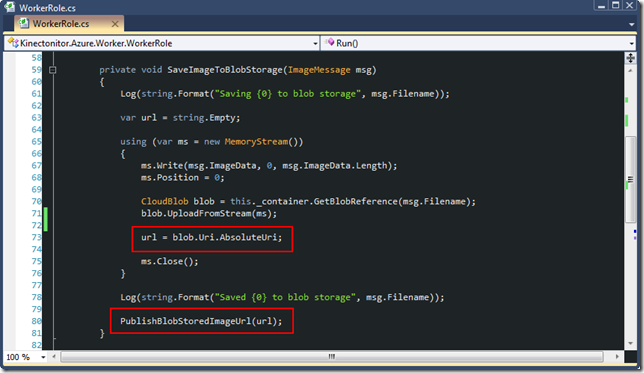 WorkerRole.cs
WorkerRole.cs
Kinectonitor.Azure.Worker.WorkerRole
Run()
58
59 private void SaveImageToBlobStorage(ImageMessage msg)
60 {
61 Log(string.Format("Saving {0} to blob storage", msg.Filename));
62
63 var url = string.Empty;
64
65 using (var ms = new MemoryStream())
66 {
67 ms.Write(msg.ImageData, 0, msg.ImageData.Length);
68 ms.Position = 0;
69
70 CloudBlob blob = this._container.GetBlobReference(msg.Filename);
71 blob.UploadFromStream(ms);
72
73 url = blob.Uri.AbsoluteUri;
74
75 ms.Close();
76 }
77
78 Log(string.Format("Saved {0} to blob storage", msg.Filename));
79
80 PublishBlobStoredImageUrl(url);
81 }
82
100 %